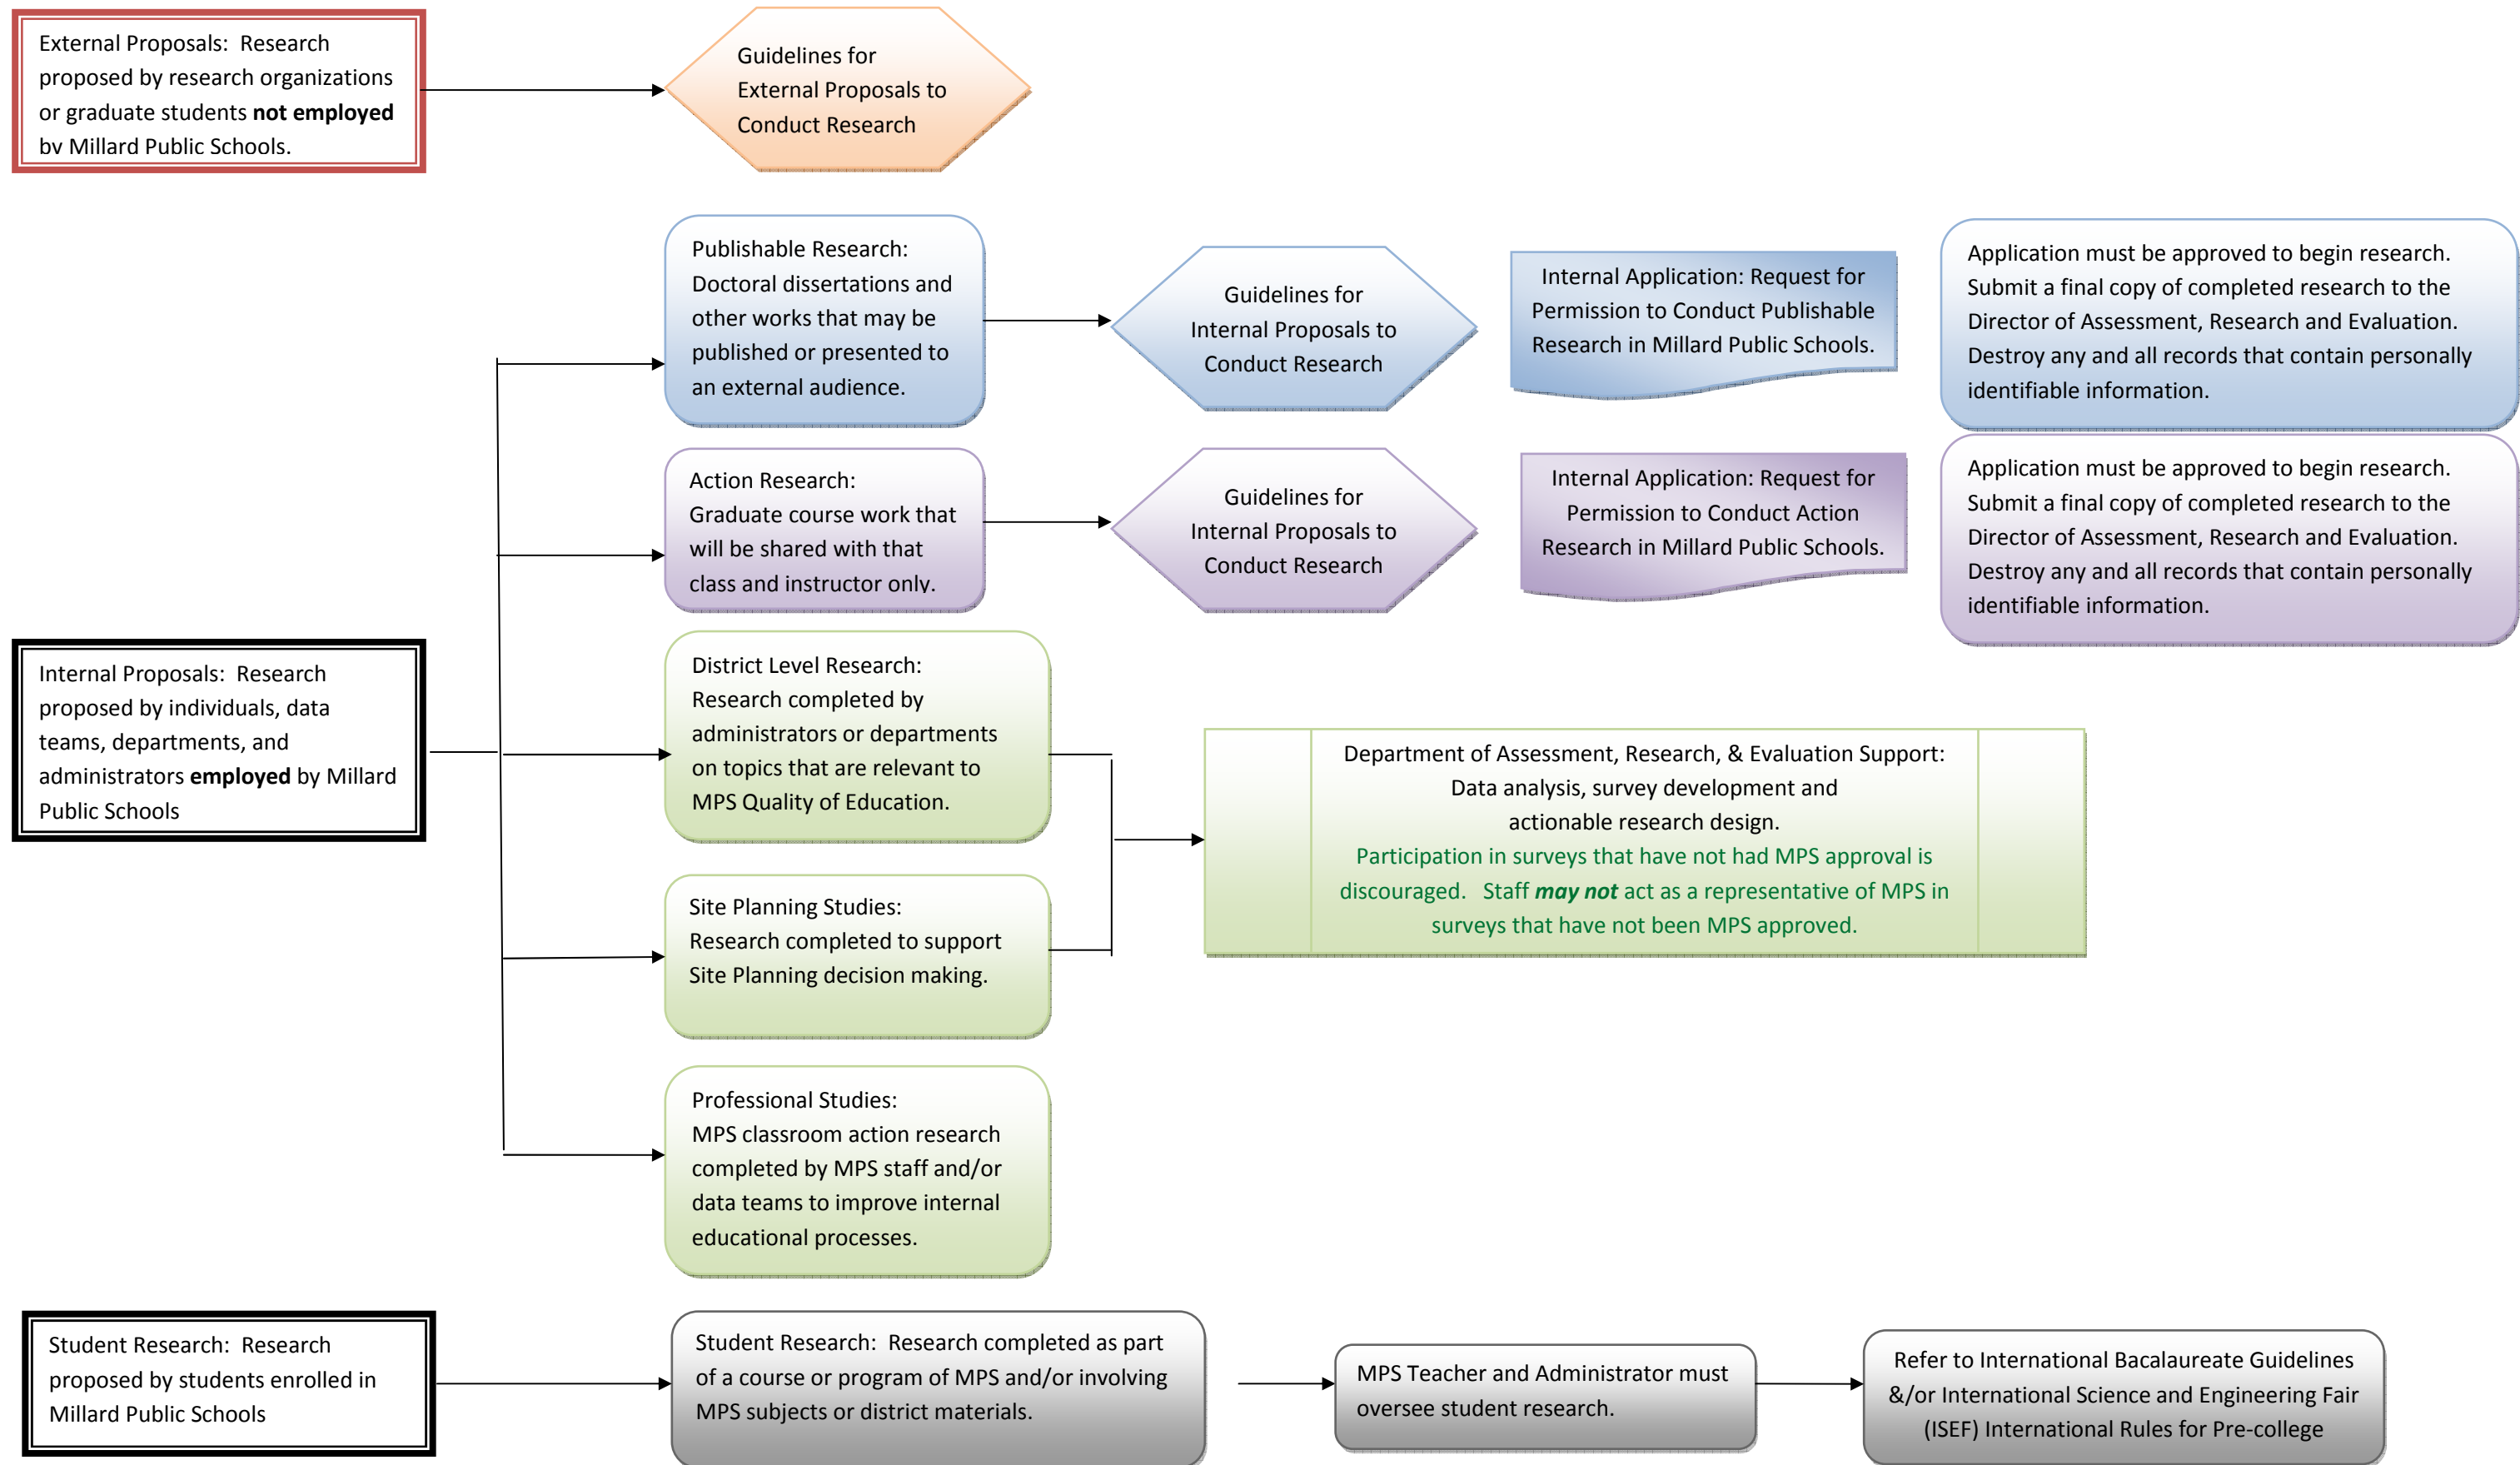 External Proposals: Research
proposed by research organizations
or graduate students not employed
by Millard Public Schools.
Guidelines for
External Proposals to
Conduct Research
Publishable Research:
Doctoral dissertations and
other works that may be
published or presented to
an external audience.
Guidelines for
Internal Proposals to
Conduct Research
Internal Application: Request for
Permission to Conduct Publishable
Research in Millard Public Schools.
Application must be approved to begin research.
Submit a final copy of completed research to the
Director of Assessment, Research and Evaluation.
Destroy any and all records that contain personally
identifiable information.
Action Research:
Graduate course work that
will be shared with that
class and instructor only.
Guidelines for
Internal Proposals to
Conduct Research
Internal Application: Request for
Permission to Conduct Action
Research in Millard Public Schools.
Application must be approved to begin research.
Submit a final copy of completed research to the
Director of Assessment, Research and Evaluation.
Destroy any and all records that contain personally
identifiable information.
Internal Proposals: Research
proposed by individuals, data
teams, departments, and
administrators employed by Millard
Public Schools
District Level Research:
Research completed by
administrators or departments
on topics that are relevant to
MPS Quality of Education.
Site Planning Studies:
Research completed to support
Site Planning decision making.
Department of Assessment, Research, & Evaluation Support:
Data analysis, survey development and
actionable research design.
Participation in surveys that have not had MPS approval is
discouraged. Staff may not act as a representative of MPS in
surveys that have not been MPS approved.
Professional Studies:
MPS classroom action research
completed by MPS staff and/or
data teams to improve internal
educational processes.
Student Research: Research
proposed by students enrolled in
Millard Public Schools
Student Research: Research completed as part
of a course or program of MPS and/or involving
MPS subjects or district materials.
MPS Teacher and Administrator must
oversee student research.
Refer to International Bacalaureate Guidelines
&/or International Science and Engineering Fair
(ISEF) International Rules for Pre-college